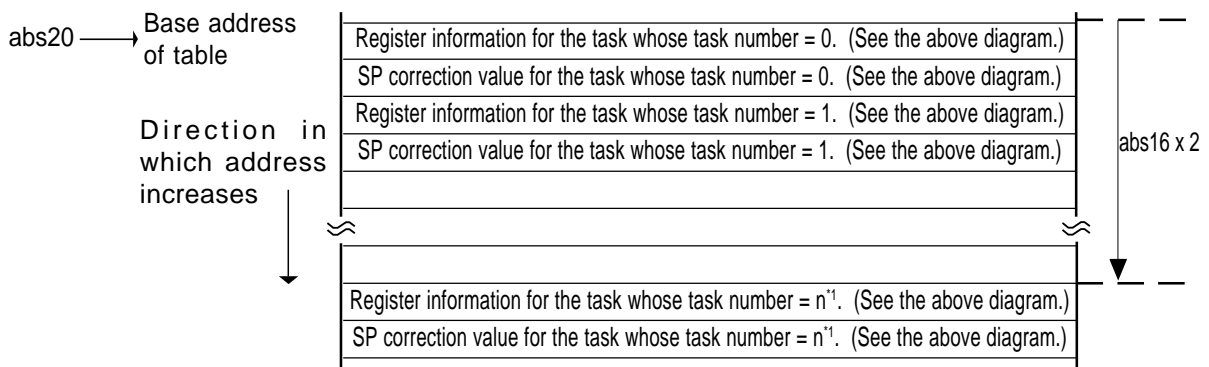 abs20
Base address
of table
Direction in
which address
increases
Register information for the task whose task number = 0. (See the above diagram.)
SP correction value for the task whose task number = 0. (See the above diagram.)
Register information for the task whose task number = 1. (See the above diagram.)
SP correction value for the task whose task number = 1. (See the above diagram.)
Register information for the task whose task number = n*1. (See the above diagram.)
SP correction value for the task whose task number = n*1. (See the above diagram.)
abs16 x 2